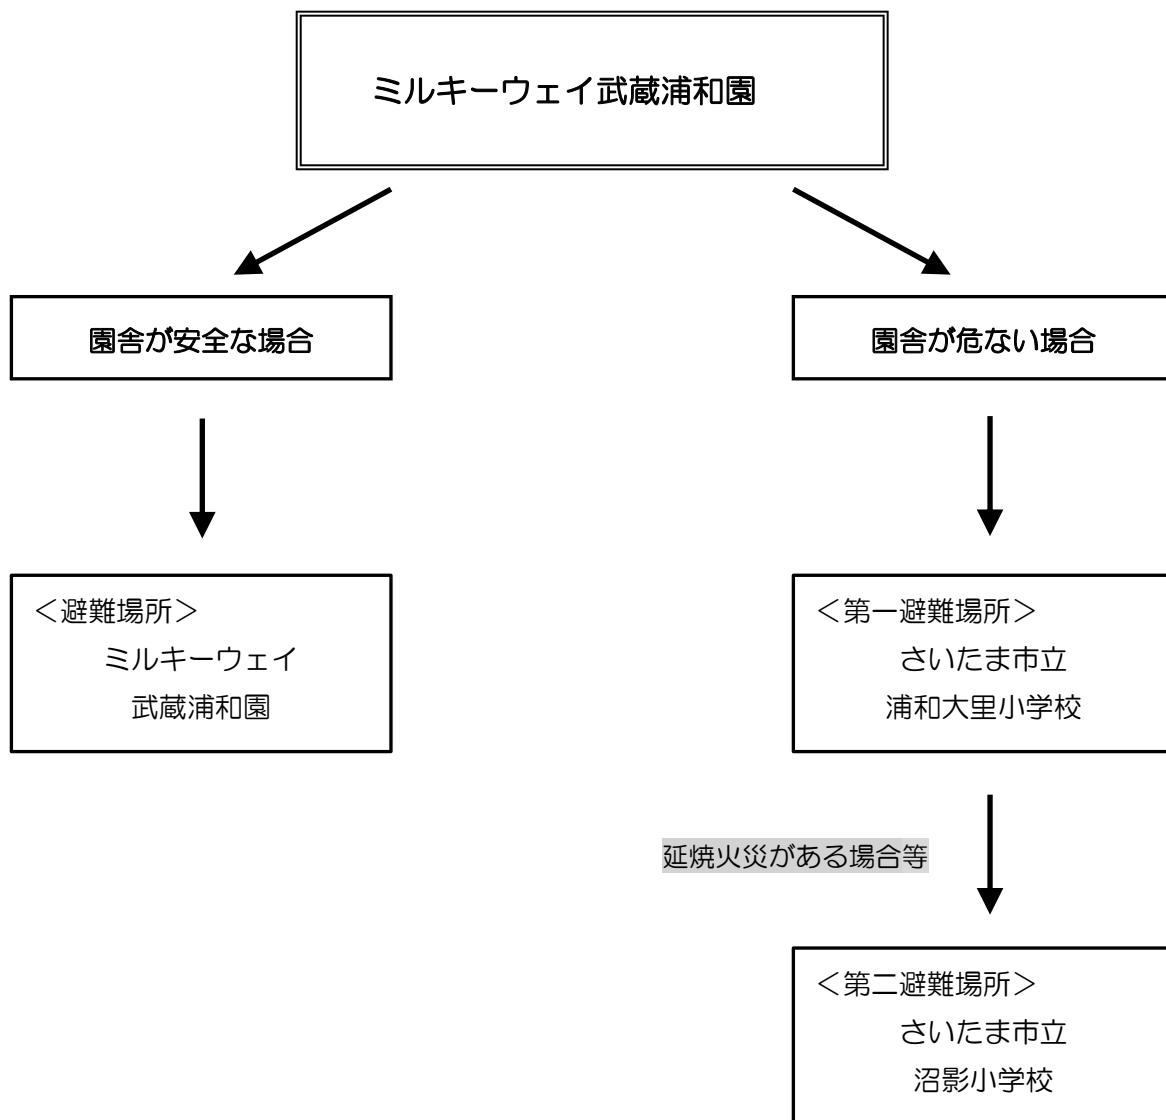 ミルキーウェイ武蔵浦和園
園舎が安全な場合
園舎が危ない場合
＜避難場所＞
ミルキーウェイ
武蔵浦和園
＜第一避難場所＞
さいたま市立
浦和大里小学校
延焼火災がある場合等
＜第二避難場所＞
さいたま市立
沼影小学校